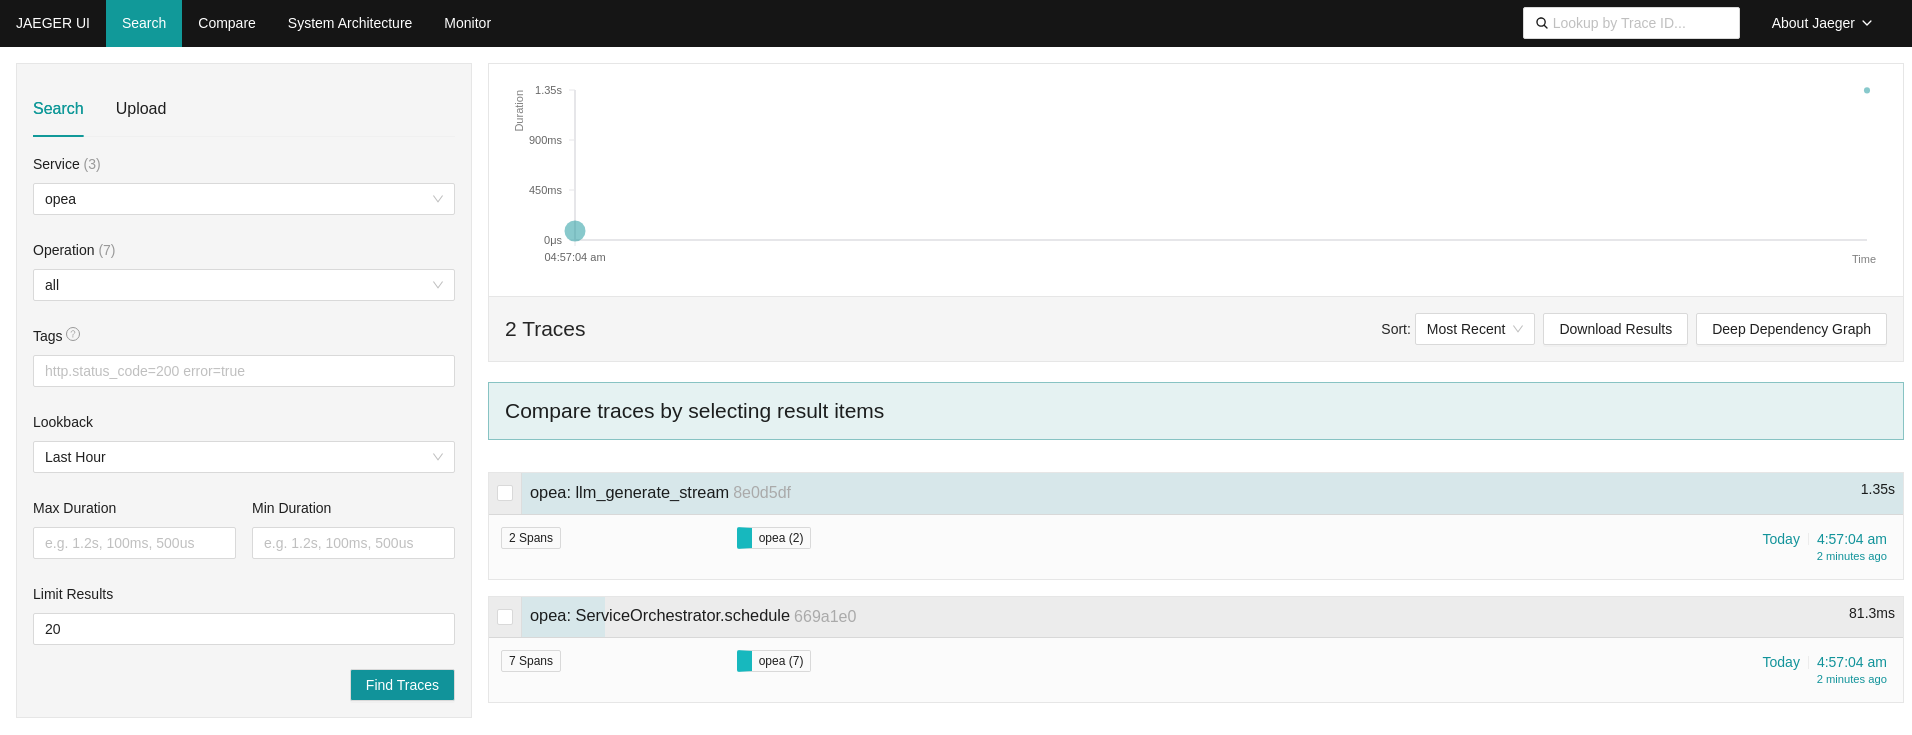 JAEGER UI Search Compare System Architecture Monitor Lookup by Trace ID... About Jaeger
Search Upload
Service (3)
opea
Operation (7)
all
Tags ?
http.status_code=200 error=true
Lookback
Last Hour
Max Duration Min Duration
e.g. 1.2s, 100ms, 500us e.g. 1.2s, 100ms, 500us
Limit Results
20
Find Traces
Duration
1.35s
900ms
450ms
0μs
04:57:04 am
Time
2 Traces Sort: Most Recent Download Results Deep Dependency Graph
Compare traces by selecting result items
opea: llm_generate_stream 8e0d5df 1.35s
2 Spans opea (2) Today 4:57:04 am
2 minutes ago
opea: ServiceOrchestrator.schedule 669a1e0 81.3ms
7 Spans opea (7) Today 4:57:04 am
2 minutes ago